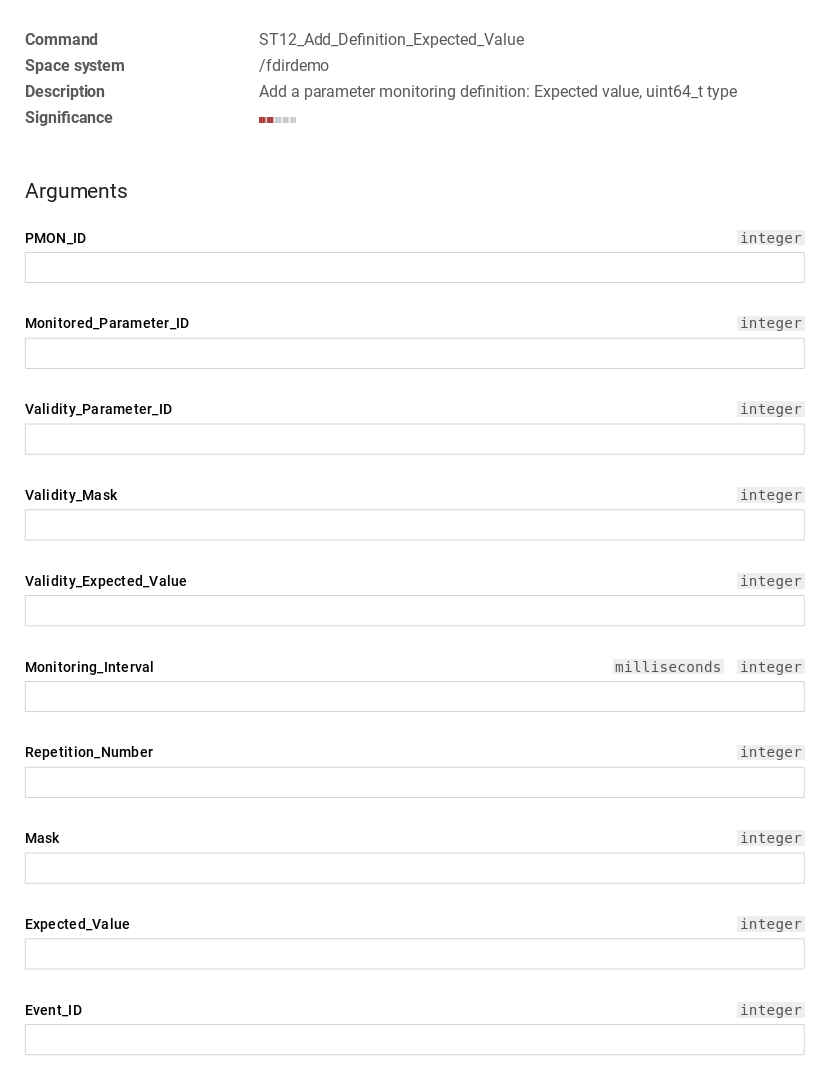 Command ST12_Add_Definition_Expected_Value
Space system /fdirdemo
Description Add a parameter monitoring definition: Expected value, uint64_t type
Significance
Arguments
PMON_ID integer
Monitored_Parameter_ID integer
Validity_Parameter_ID integer
Validity_Mask integer
Validity_Expected_Value integer
Monitoring_Interval milliseconds integer
Repetition_Number integer
Mask integer
Expected_Value integer
Event_ID integer